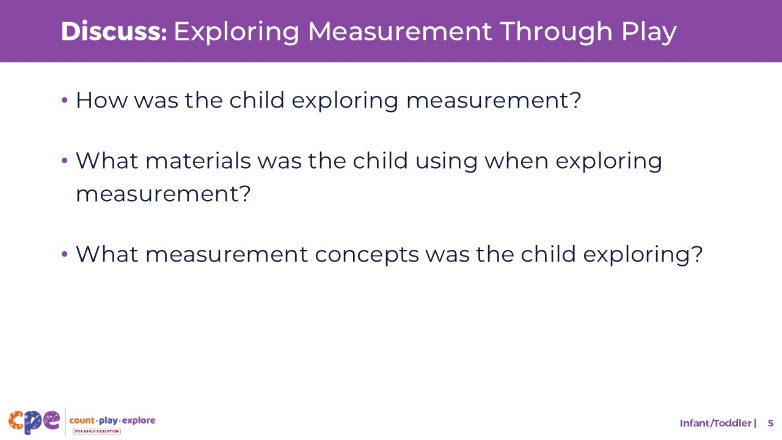 Discuss: Exploring Measurement Through Play
• How was the child exploring measurement?
• What materials was the child using when exploring
measurement?
• What measurement concepts was the child exploring?
cpe
count·play·explore
FOR EARLY EDUCATION
Infant/Toddler | 5